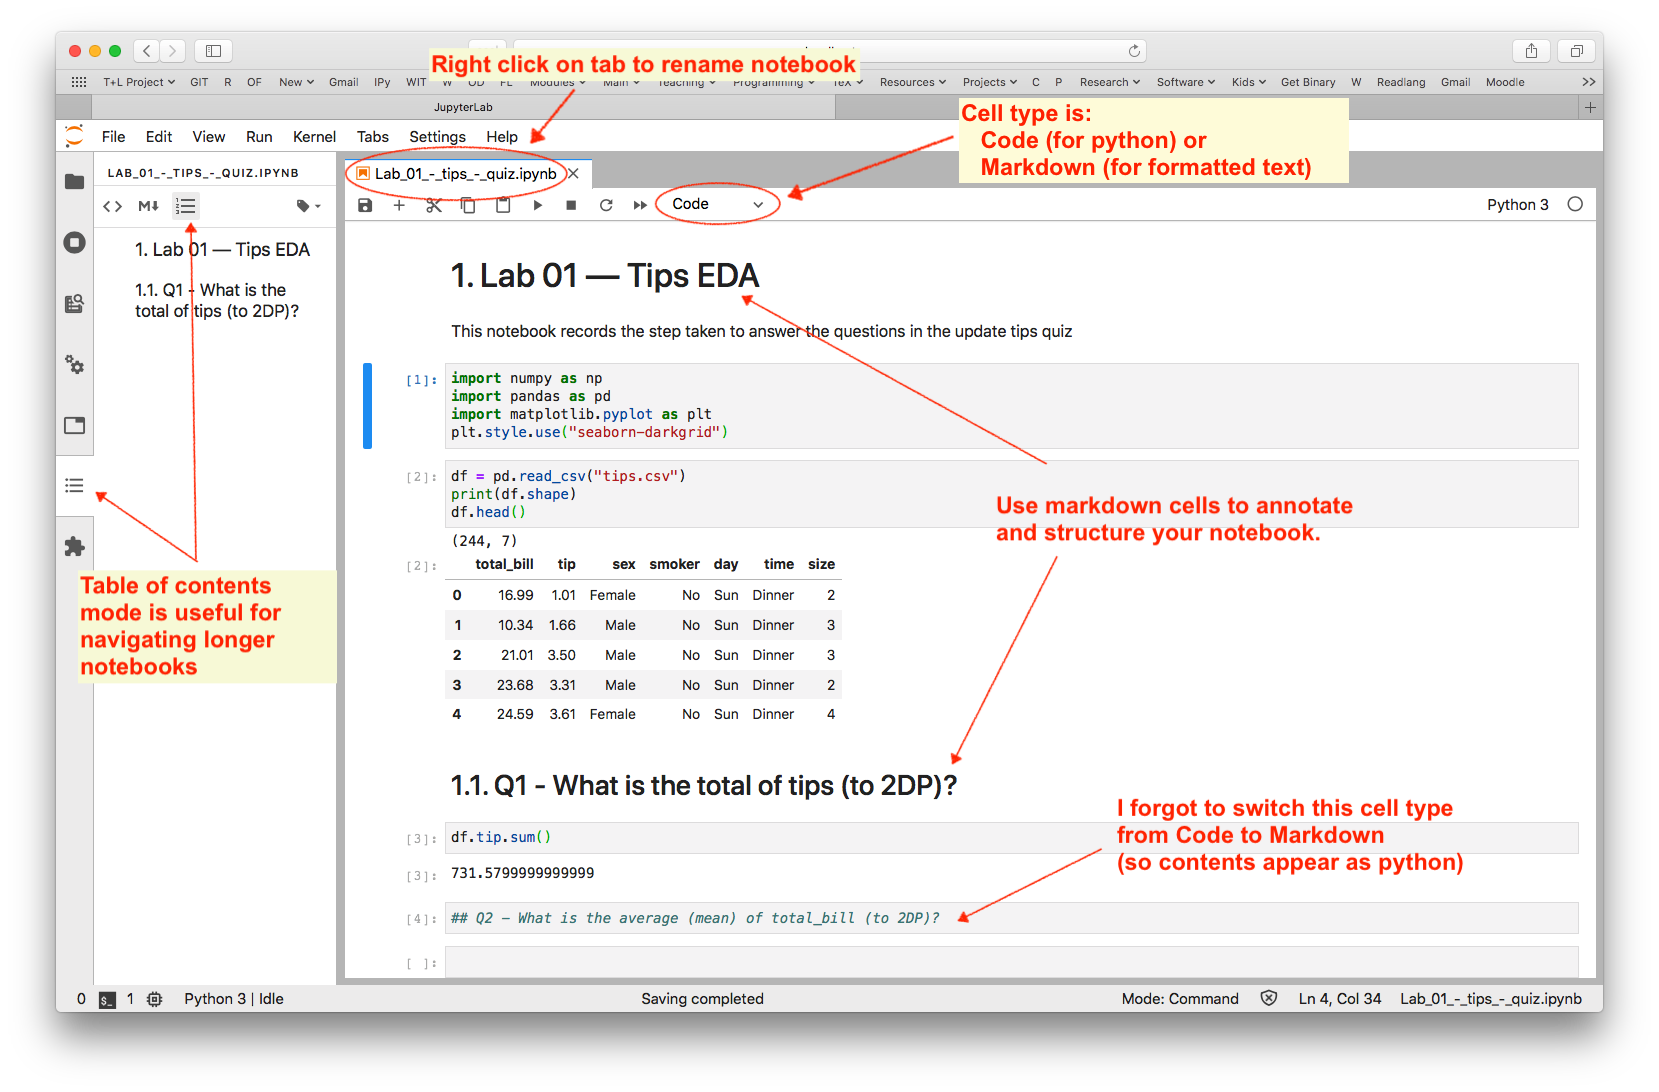 Right click on tab to rename notebook
T+L Project GIT R OF New Gmail IPy WIT W OD FL Modules Main Teaching Programming TeX Resources Projects C P Research Software Kids Get Binary W Readlang Gmail Moodle
JupyterLab
Cell type is:
Code (for python) or
Markdown (for formatted text)
File Edit View Run Kernel Tabs Settings Help
LAB_01_-_TIPS_-_QUIZ.IPYNB
Lab_01_-_tips_-_quiz.ipynb
Code
Python 3
1. Lab 01 — Tips EDA
1.1. Q1 - What is the
total of tips (to 2DP)?
Table of contents
mode is useful for
navigating longer
notebooks
1. Lab 01 — Tips EDA
This notebook records the step taken to answer the questions in the update tips quiz
[1]: import numpy as np
import pandas as pd
import matplotlib.pyplot as plt
plt.style.use("seaborn-darkgrid")
[2]: df = pd.read_csv("tips.csv")
print(df.shape)
df.head()
Use markdown cells to annotate
and structure your notebook.
(244, 7)
[2]: total_bill tip sex smoker day time size
0 16.99 1.01 Female No Sun Dinner 2
1 10.34 1.66 Male No Sun Dinner 3
2 21.01 3.50 Male No Sun Dinner 3
3 23.68 3.31 Male No Sun Dinner 2
4 24.59 3.61 Female No Sun Dinner 4
1.1. Q1 - What is the total of tips (to 2DP)?
I forgot to switch this cell type
from Code to Markdown
(so contents appear as python)
[3]: df.tip.sum()
[3]: 731.5799999999999
[4]: ## Q2 – What is the average (mean) of total_bill (to 2DP)?
[ ]:
0 $_ 1 Python 3 | Idle Saving completed Mode: Command Ln 4, Col 34 Lab_01_-_tips_-_quiz.ipynb